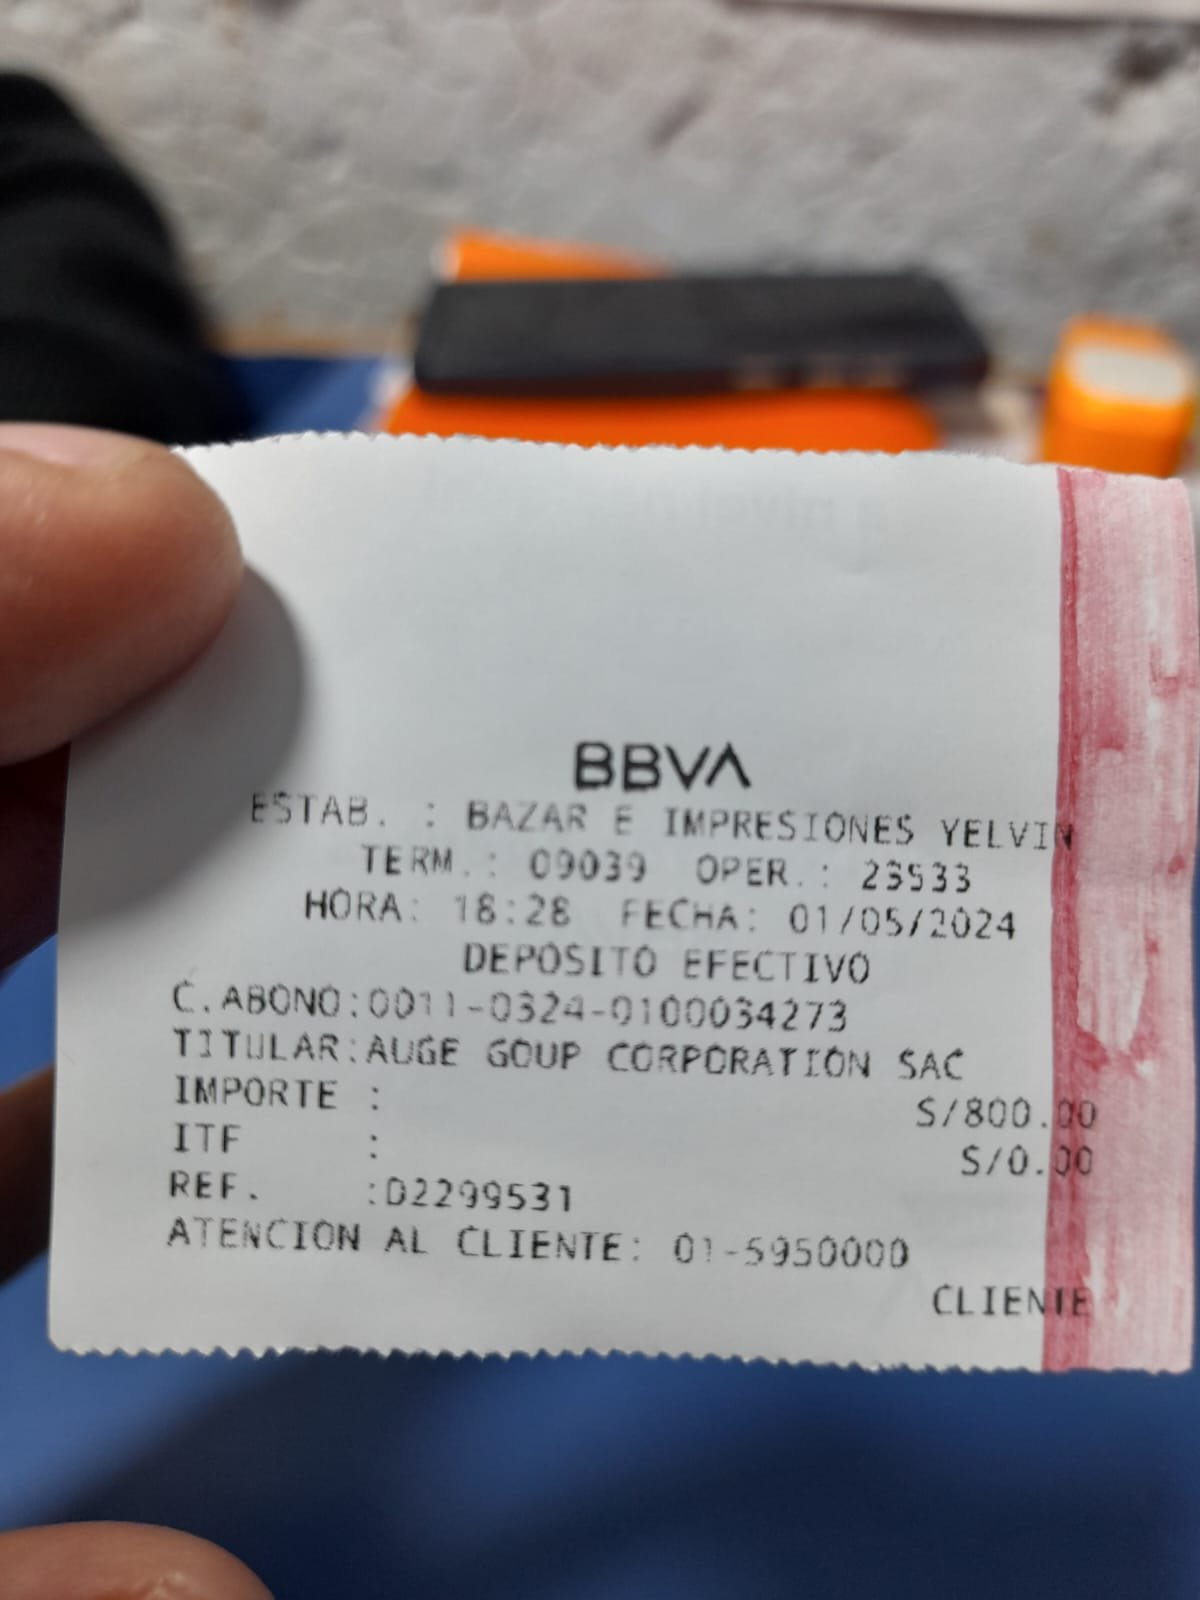 BBVA
ESTAB. : BAZAR E IMPRESIONES YELVIN
TERM.: 09039 OPER.: 23533
HORA: 18:28 FECHA: 01/05/2024
DEPOSITO EFECTIVO
C.ABONO:0011-0324-0100034273
TITULAR:AUGE GOUP CORPORATION SAC
IMPORTE : S/800.00
ITF : S/0.00
REF. :02299531
ATENCION AL CLIENTE: 01-5950000
CLIENTE